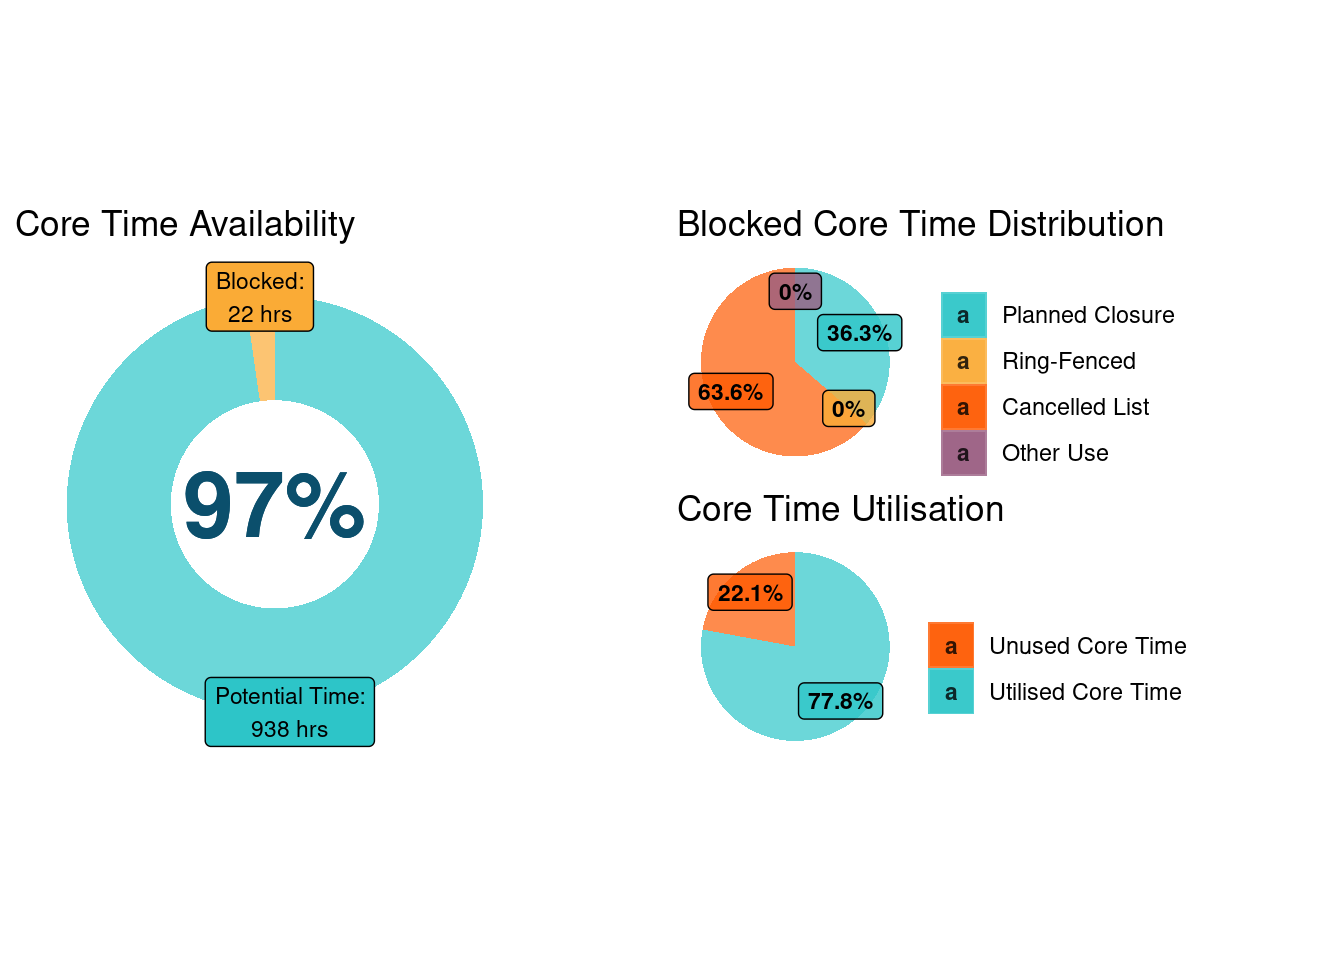 Core Time Availability
Blocked:
22 hrs
97%
Potential Time:
938 hrs
Blocked Core Time Distribution
0%
36.3%
63.6%
0%
a Planned Closure
a Ring-Fenced
a Cancelled List
a Other Use
Core Time Utilisation
22.1%
77.8%
a Unused Core Time
a Utilised Core Time